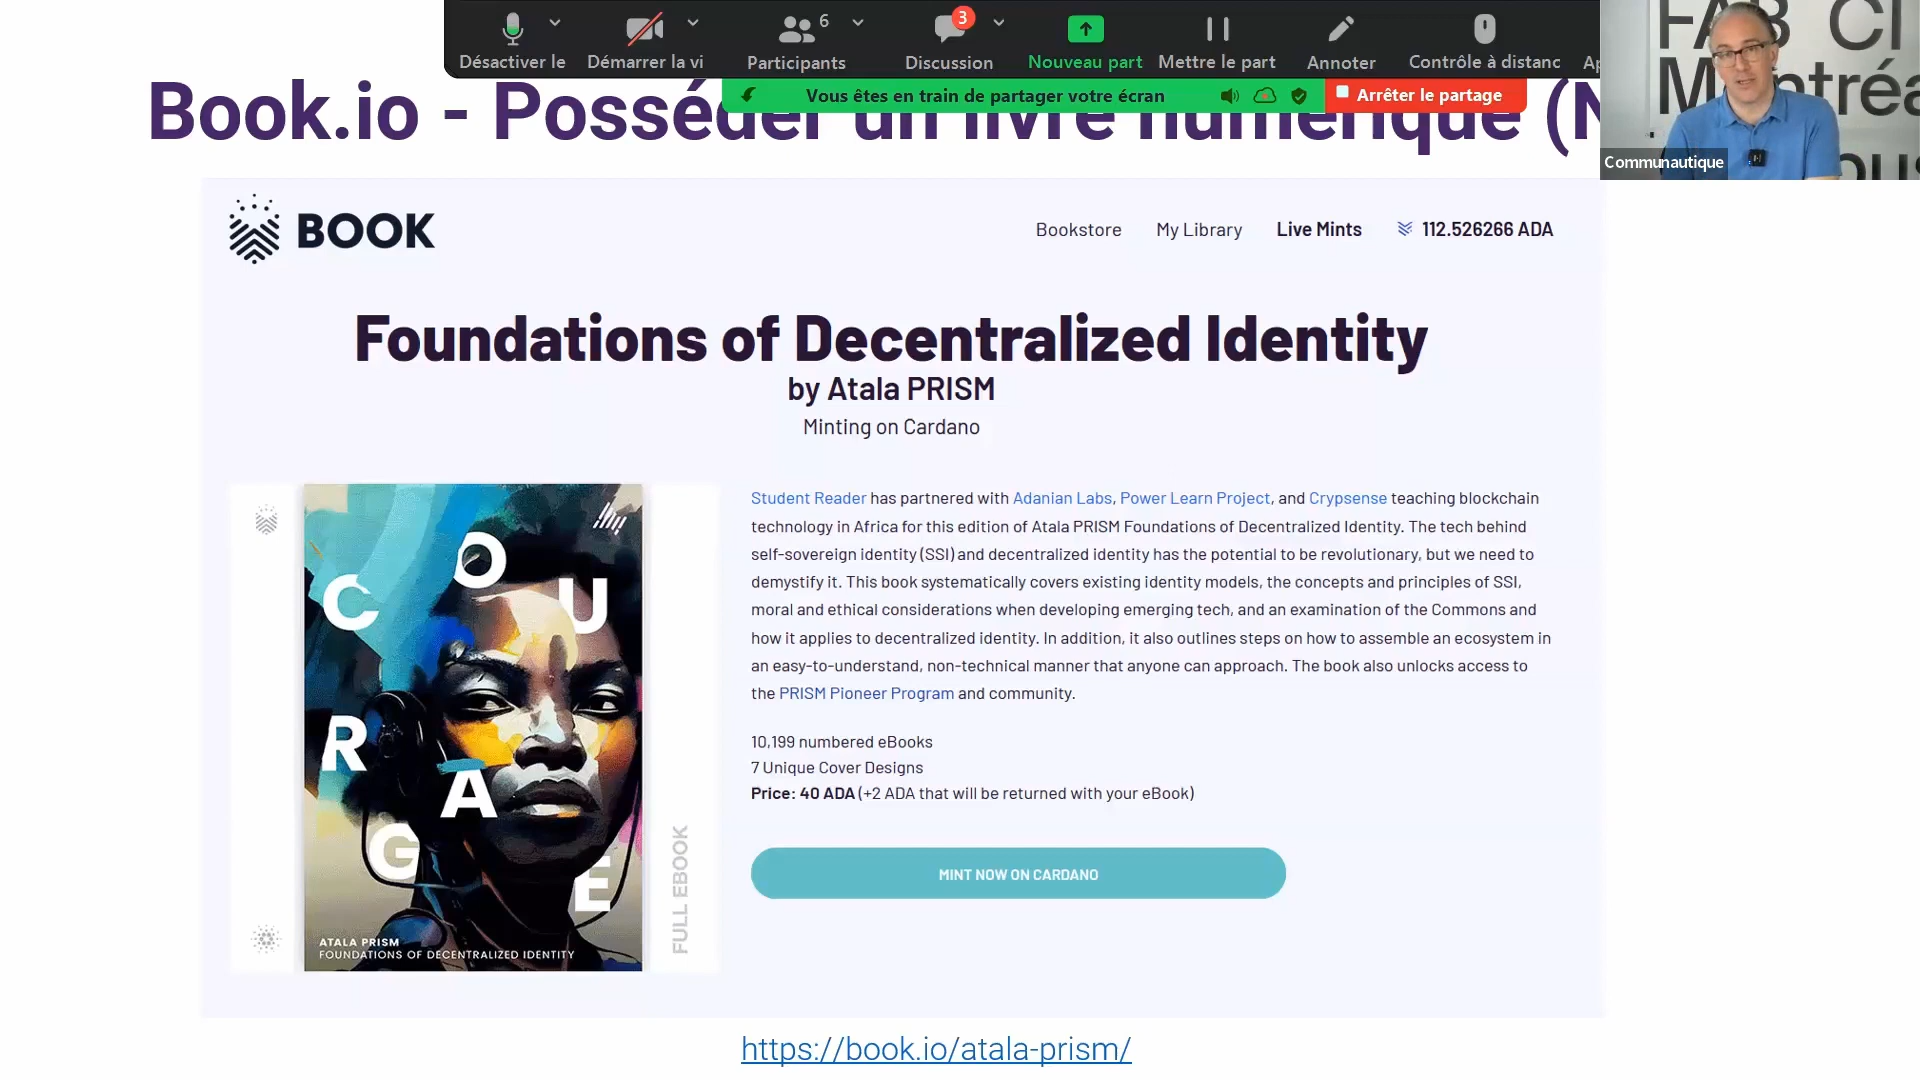 6
3
Désactiver le
Démarrer la vi
Participants
Discussion
Nouveau part
Mettre le part
Annoter
Contrôle à distanc
Ap
Vous êtes en train de partager votre écran
Arrêter le partage
FAB CI
Montréa
ous
Communautique
Book.io - Posséder un livre numérique (N
BOOK
Bookstore
My Library
Live Mints
112.526266 ADA
Foundations of Decentralized Identity
by Atala PRISM
Minting on Cardano
COURAGE
ATALA PRISM
FOUNDATIONS OF DECENTRALIZED IDENTITY
FULL EBOOK
Student Reader has partnered with Adanian Labs, Power Learn Project, and Crypsense teaching blockchain
technology in Africa for this edition of Atala PRISM Foundations of Decentralized Identity. The tech behind
self-sovereign identity (SSI) and decentralized identity has the potential to be revolutionary, but we need to
demystify it. This book systematically covers existing identity models, the concepts and principles of SSI,
moral and ethical considerations when developing emerging tech, and an examination of the Commons and
how it applies to decentralized identity. In addition, it also outlines steps on how to assemble an ecosystem in
an easy-to-understand, non-technical manner that anyone can approach. The book also unlocks access to
the PRISM Pioneer Program and community.
10,199 numbered eBooks
7 Unique Cover Designs
Price: 40 ADA (+2 ADA that will be returned with your eBook)
MINT NOW ON CARDANO
https://book.io/atala-prism/